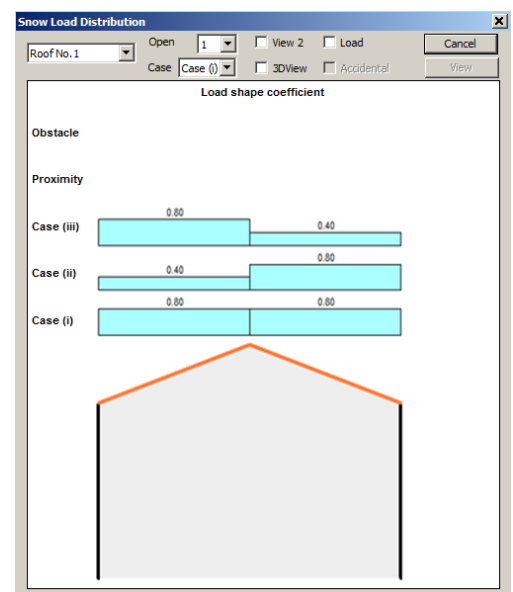 Snow Load Distribution
Roof No. 1
Open 1 View 2 Load Cancel
Case Case (i) 3DView Accidental View
Load shape coefficient
Obstacle
Proximity
0.80
Case (iii) 0.40
0.80
Case (ii) 0.40
0.80 0.80
Case (i)